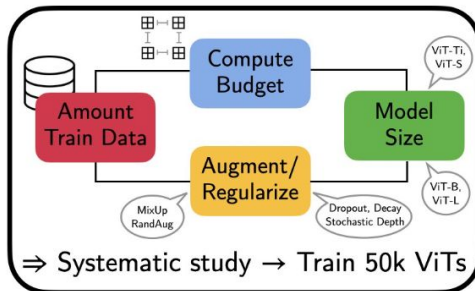 Compute
Budget
ViT-Ti,
ViT-S
Amount
Train Data
Model
Size
Augment/
Regularize
MixUp
RandAug
Dropout, Decay
Stochastic Depth
ViT-B,
ViT-L
⇒ Systematic study → Train 50k ViTs